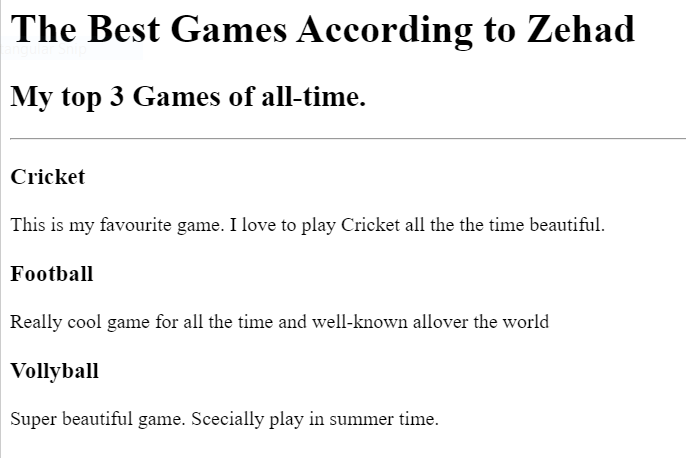 The Best Games According to Zehad
My top 3 Games of all-time.
Cricket
This is my favourite game. I love to play Cricket all the the time beautiful.
Football
Really cool game for all the time and well-known allover the world
Vollyball
Super beautiful game. Scecially play in summer time.